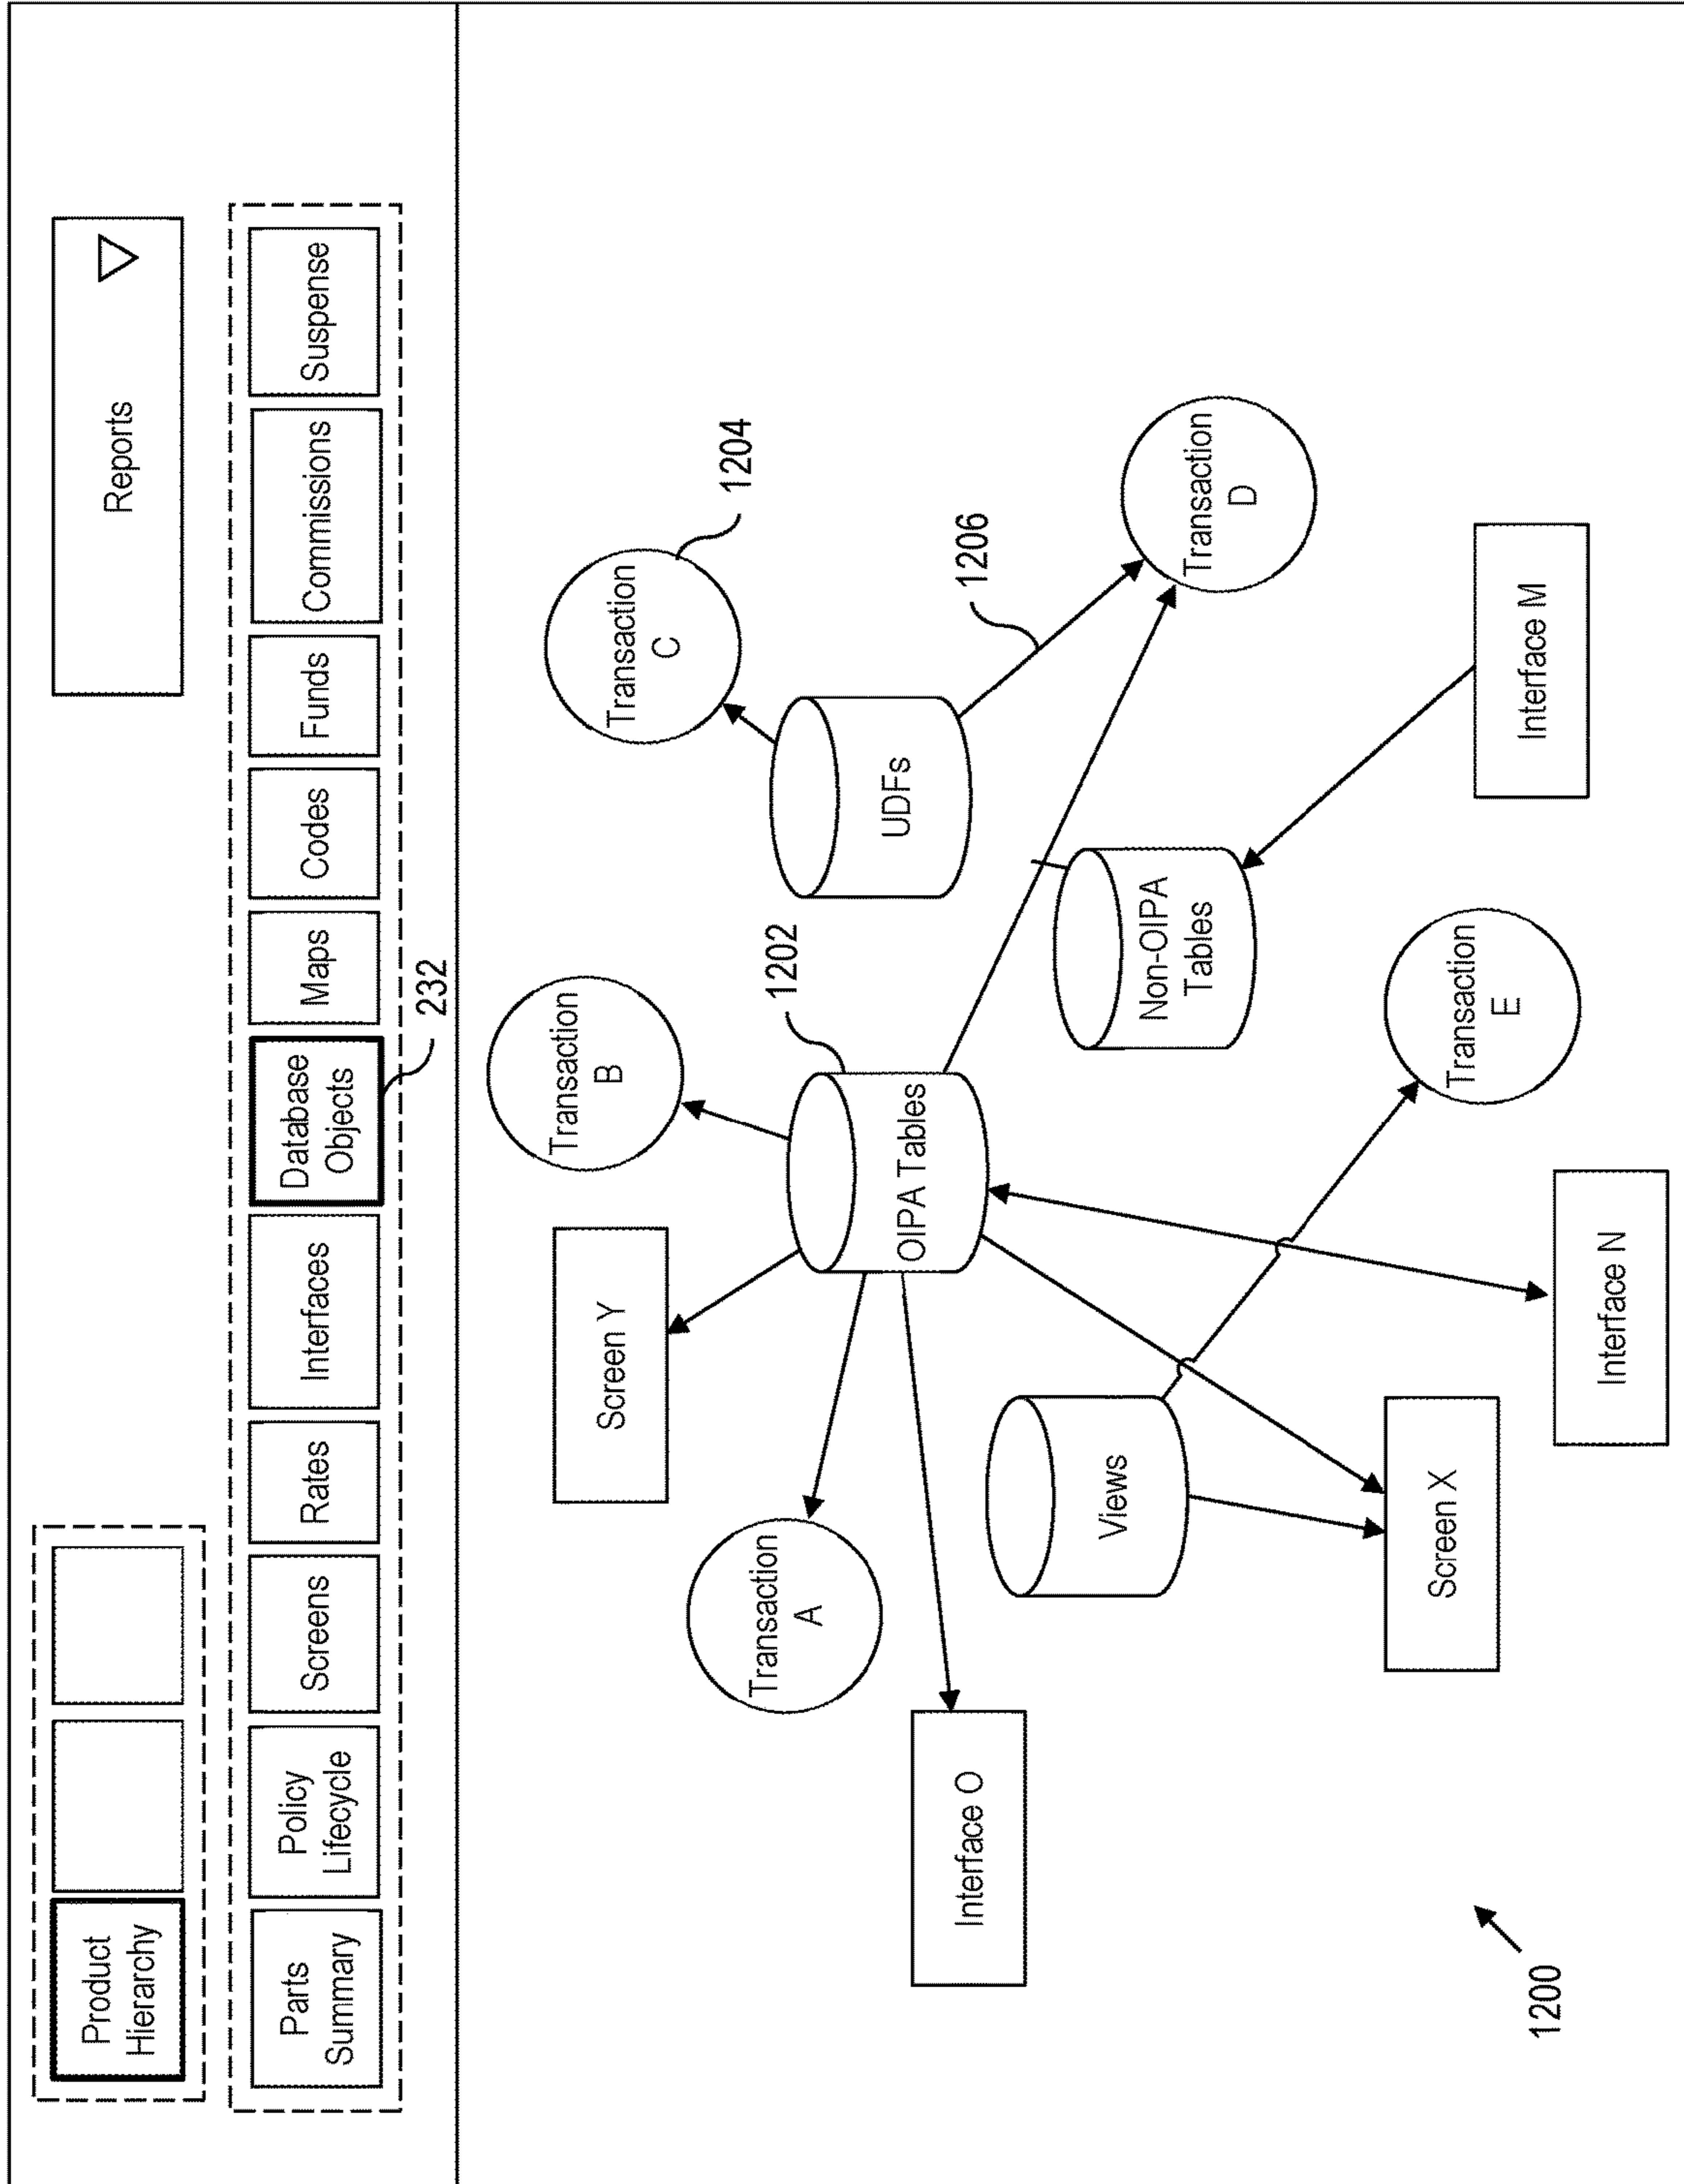 Product
Hierarchy
Reports
Parts
Summary
Policy
Lifecycle
Screens
Rates
Interfaces
Database
Objects
Maps
Codes
Funds
Commissions
Suspense
232
Transaction
B
Transaction
C
1204
Screen Y
1202
Transaction
A
OIPA Tables
UDFs
1206
Interface O
Views
Non-OIPA
Tables
Transaction
D
Screen X
Transaction
E
Interface M
Interface N
1200